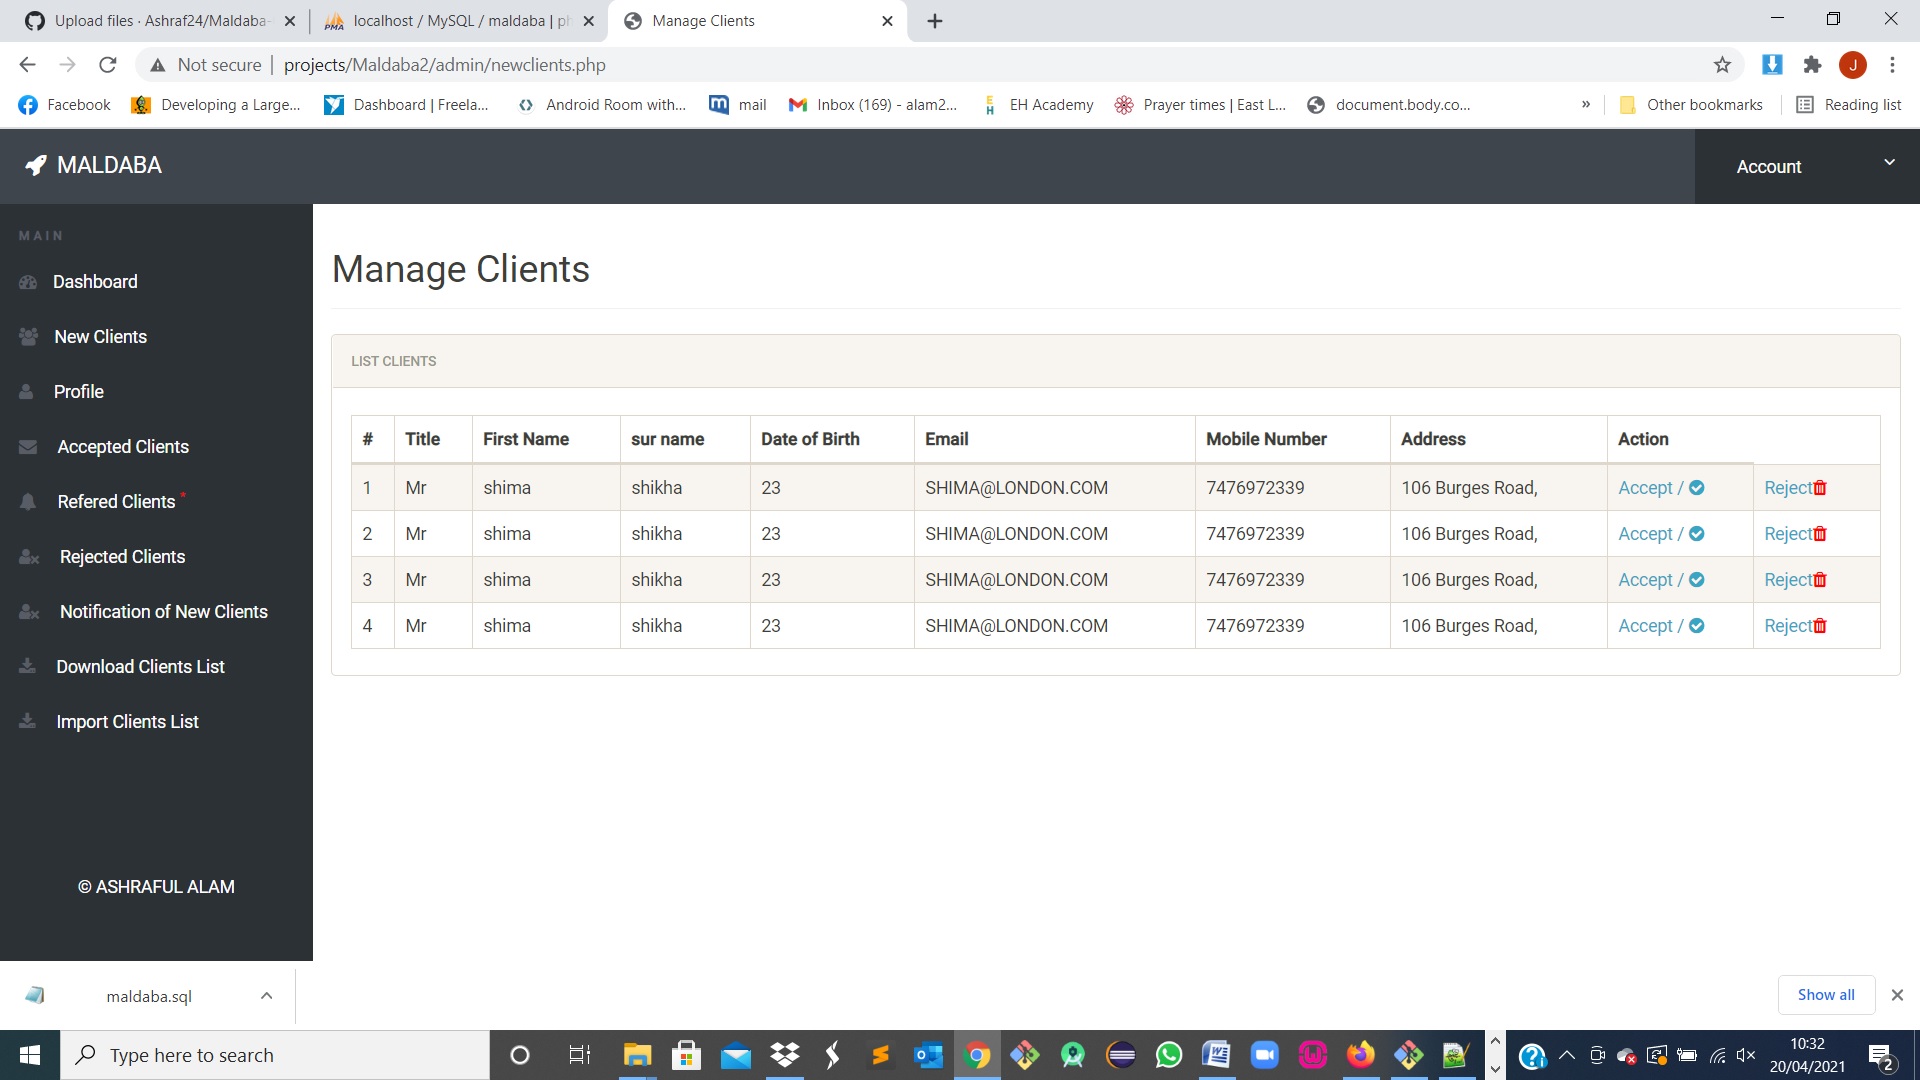 Upload files · Ashraf24/Maldaba-
localhost / MySQL / maldaba | ph
Manage Clients
Not secure | projects/Maldaba2/admin/newclients.php
J
Facebook
Developing a Large...
Dashboard | Freela...
Android Room with...
mail
Inbox (169) - alam2...
EH Academy
Prayer times | East L...
document.body.co...
»
Other bookmarks
Reading list
MALDABA
Account
MAIN
Dashboard
New Clients
Profile
Accepted Clients
Refered Clients *
Rejected Clients
Notification of New Clients
Download Clients List
Import Clients List
© ASHRAFUL ALAM
Manage Clients
LIST CLIENTS
# Title First Name sur name Date of Birth Email Mobile Number Address Action
1 Mr shima shikha 23 SHIMA@LONDON.COM 7476972339 106 Burges Road, Accept / Reject
2 Mr shima shikha 23 SHIMA@LONDON.COM 7476972339 106 Burges Road, Accept / Reject
3 Mr shima shikha 23 SHIMA@LONDON.COM 7476972339 106 Burges Road, Accept / Reject
4 Mr shima shikha 23 SHIMA@LONDON.COM 7476972339 106 Burges Road, Accept / Reject
maldaba.sql
Show all
Type here to search
10:32
20/04/2021
2